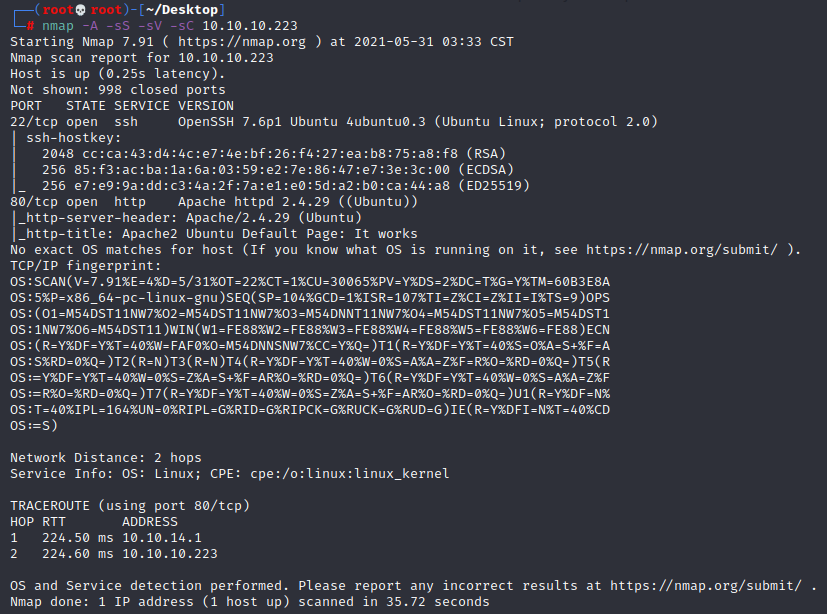 ┌──(root💀root)-[~/Desktop]
└─# nmap -A -sS -sV -sC 10.10.10.223
Starting Nmap 7.91 ( https://nmap.org ) at 2021-05-31 03:33 CST
Nmap scan report for 10.10.10.223
Host is up (0.25s latency).
Not shown: 998 closed ports
PORT   STATE SERVICE VERSION
22/tcp open  ssh     OpenSSH 7.6p1 Ubuntu 4ubuntu0.3 (Ubuntu Linux; protocol 2.0)
| ssh-hostkey:
|   2048 cc:ca:43:d4:4c:e7:4e:bf:26:f4:27:ea:b8:75:a8:f8 (RSA)
|   256 85:f3:ac:ba:1a:6a:03:59:e2:7e:86:47:e7:3e:3c:00 (ECDSA)
|_  256 e7:e9:9a:dd:c3:4a:2f:7a:e1:e0:5d:a2:b0:ca:44:a8 (ED25519)
80/tcp open  http    Apache httpd 2.4.29 ((Ubuntu))
|_http-server-header: Apache/2.4.29 (Ubuntu)
|_http-title: Apache2 Ubuntu Default Page: It works
No exact OS matches for host (If you know what OS is running on it, see https://nmap.org/submit/ ).
TCP/IP fingerprint:
OS:SCAN(V=7.91%E=4%D=5/31%OT=22%CT=1%CU=30065%PV=Y%DS=2%DC=T%G=Y%TM=60B3E8A
OS:5%P=x86_64-pc-linux-gnu)SEQ(SP=104%GCD=1%ISR=107%TI=Z%CI=Z%II=I%TS=9)OPS
OS:(O1=M54DST11NW7%O2=M54DST11NW7%O3=M54DNNT11NW7%O4=M54DST11NW7%O5=M54DST1
OS:1NW7%O6=M54DST11)WIN(W1=FE88%W2=FE88%W3=FE88%W4=FE88%W5=FE88%W6=FE88)ECN
OS:(R=Y%DF=Y%T=40%W=FAF0%O=M54DNNSNW7%CC=Y%Q=)T1(R=Y%DF=Y%T=40%S=O%A=S+%F=A
OS:S%RD=0%Q=)T2(R=N)T3(R=N)T4(R=Y%DF=Y%T=40%W=0%S=A%A=Z%F=R%O=%RD=0%Q=)T5(R
OS:=Y%DF=Y%T=40%W=0%S=Z%A=S+%F=AR%O=%RD=0%Q=)T6(R=Y%DF=Y%T=40%W=0%S=A%A=Z%F
OS:=R%O=%RD=0%Q=)T7(R=Y%DF=Y%T=40%W=0%S=Z%A=S+%F=AR%O=%RD=0%Q=)U1(R=Y%DF=N%
OS:T=40%IPL=164%UN=0%RIPL=G%RID=G%RIPCK=G%RUCK=G%RUD=G)IE(R=Y%DFI=N%T=40%CD
OS:=S)
Network Distance: 2 hops
Service Info: OS: Linux; CPE: cpe:/o:linux:linux_kernel
TRACEROUTE (using port 80/tcp)
HOP RTT       ADDRESS
1   224.50 ms 10.10.14.1
2   224.60 ms 10.10.10.223
OS and Service detection performed. Please report any incorrect results at https://nmap.org/submit/ .
Nmap done: 1 IP address (1 host up) scanned in 35.72 seconds